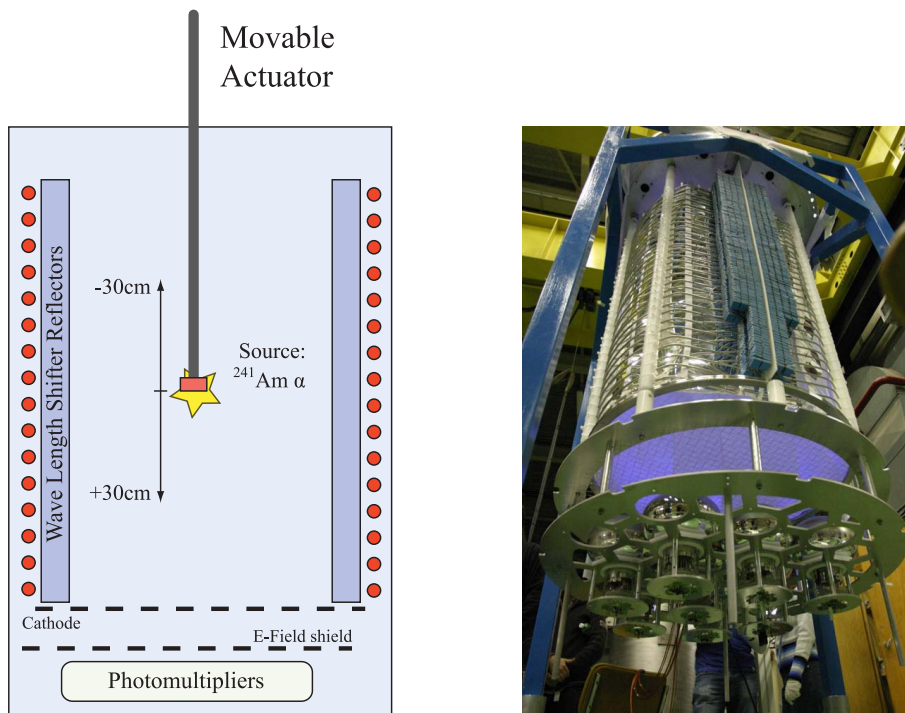 Movable
Actuator
Wave Length Shifter Reflectors
-30cm
Source:
²⁴¹Am α
+30cm
Cathode
E-Field shield
Photomultipliers